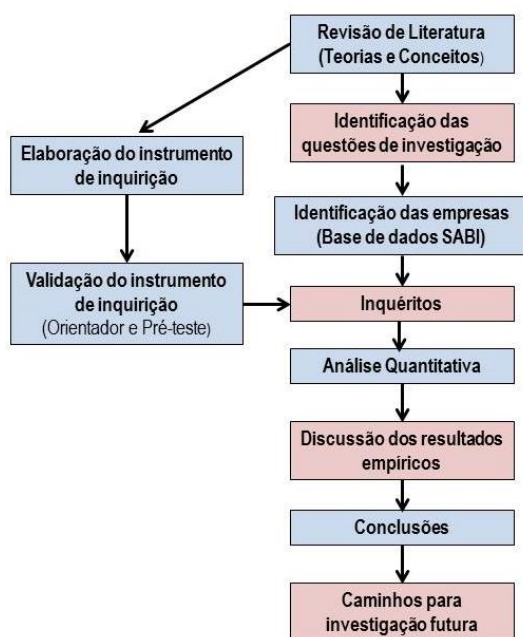 Revisão de Literatura
(Teorias e Conceitos)
Identificação das
questões de investigação
Elaboração do instrumento
de inquirição
Identificação das empresas
(Base de dados SABI)
Validação do instrumento
de inquirição
(Orientador e Pré-teste)
Inquéritos
Análise Quantitativa
Discussão dos resultados
empíricos
Conclusões
Caminhos para
investigação futura